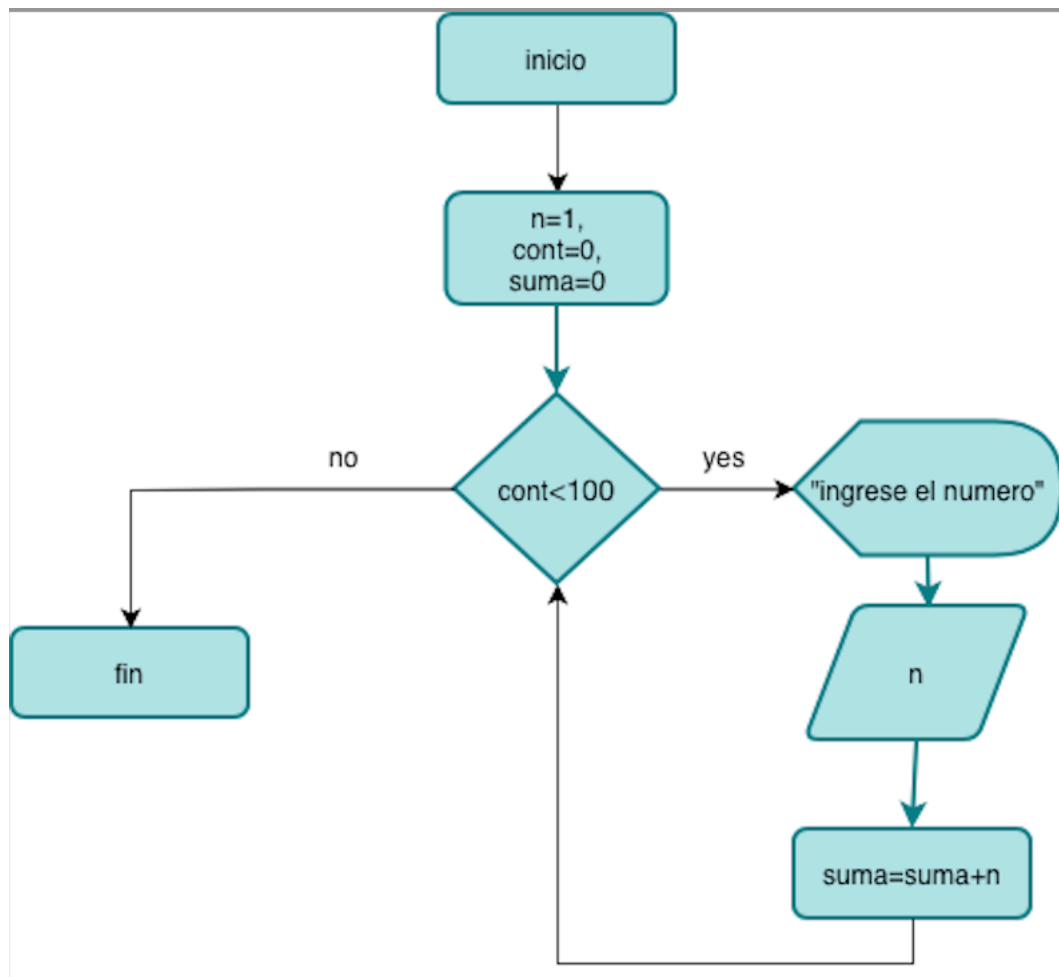 inicio
n=1,
cont=0,
suma=0
no
cont<100
yes
"ingrese el numero"
fin
n
suma=suma+n